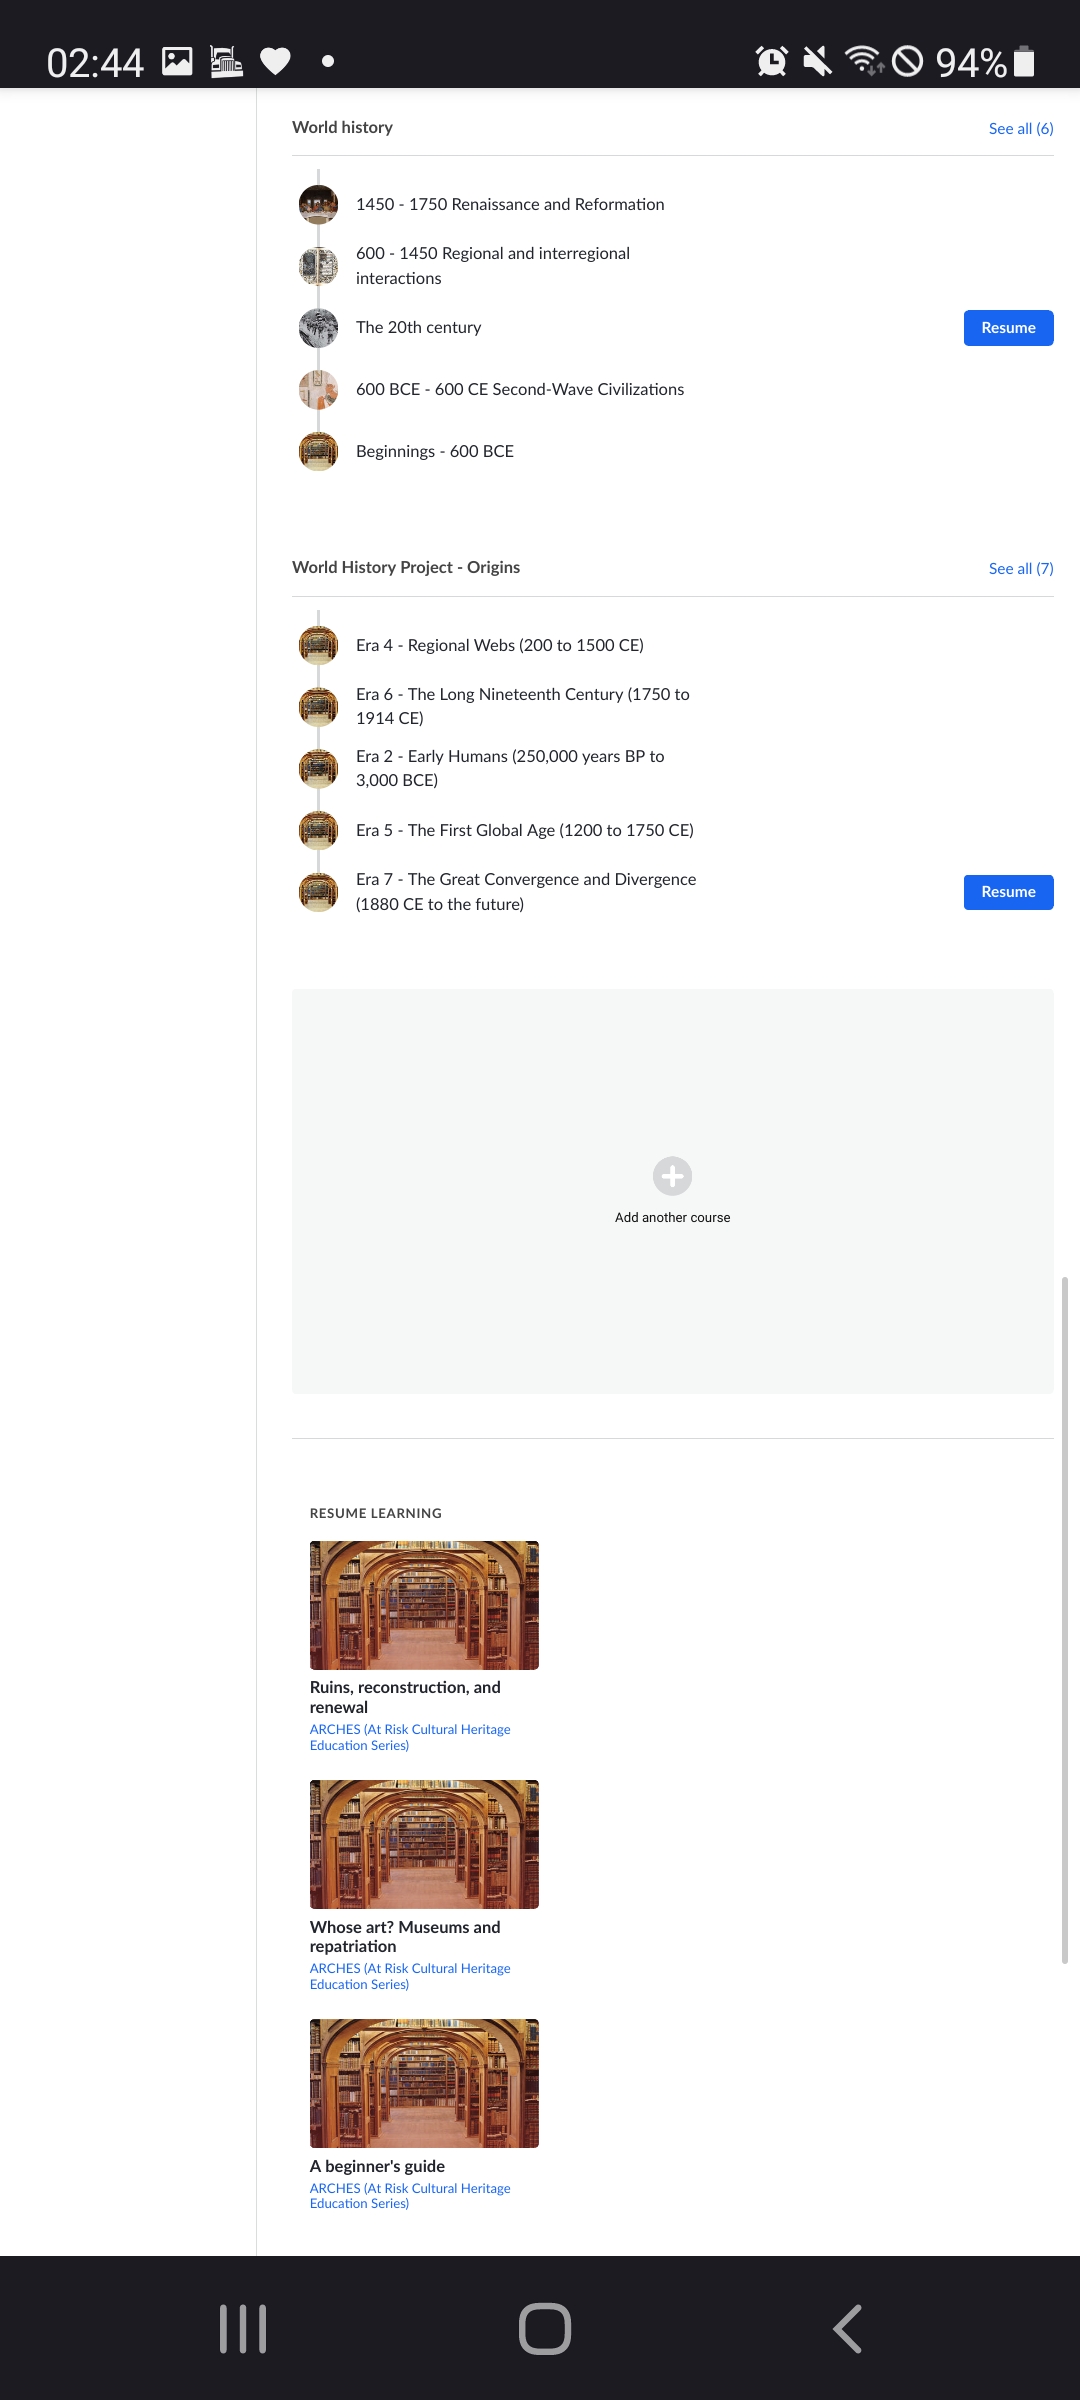 02:44
94%
World history
See all (6)
1450 - 1750 Renaissance and Reformation
600 - 1450 Regional and interregional
interactions
The 20th century
Resume
600 BCE - 600 CE Second-Wave Civilizations
Beginnings - 600 BCE
World History Project - Origins
See all (7)
Era 4 - Regional Webs (200 to 1500 CE)
Era 6 - The Long Nineteenth Century (1750 to
1914 CE)
Era 2 - Early Humans (250,000 years BP to
3,000 BCE)
Era 5 - The First Global Age (1200 to 1750 CE)
Era 7 - The Great Convergence and Divergence
(1880 CE to the future)
Resume
Add another course
RESUME LEARNING
Ruins, reconstruction, and
renewal
ARCHES (At Risk Cultural Heritage
Education Series)
Whose art? Museums and
repatriation
ARCHES (At Risk Cultural Heritage
Education Series)
A beginner's guide
ARCHES (At Risk Cultural Heritage
Education Series)